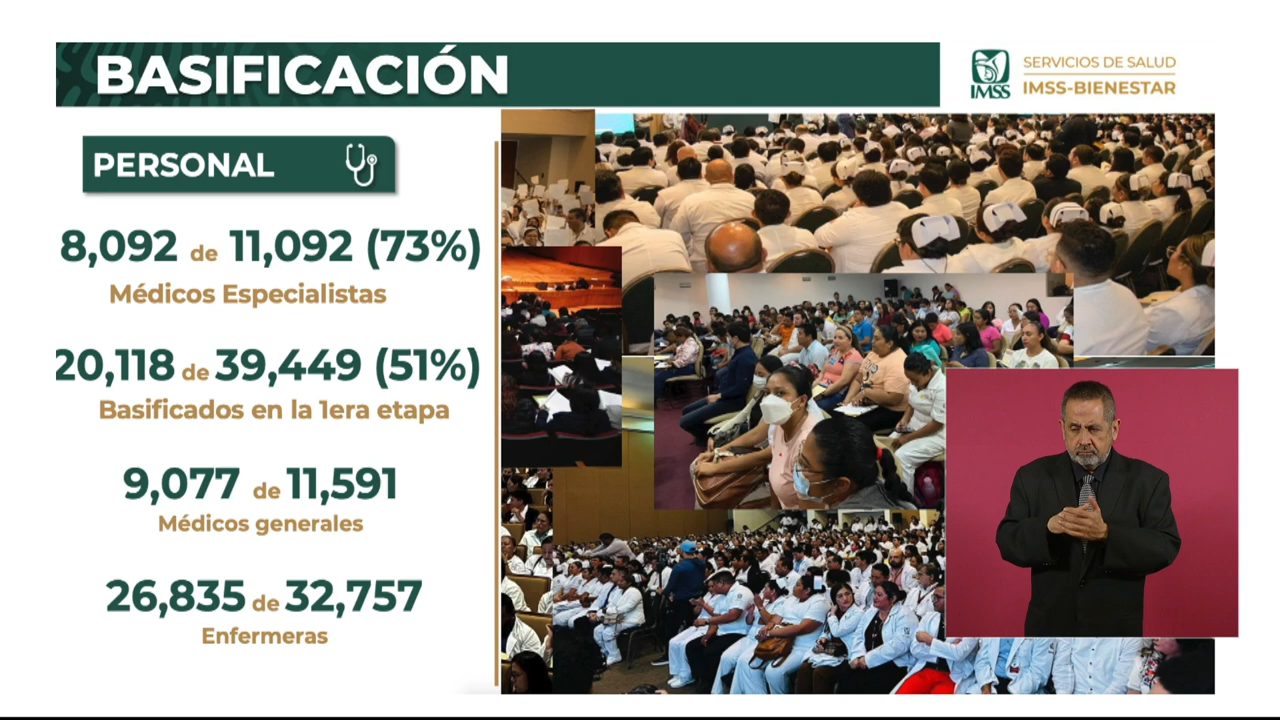 BASIFICACIÓN
IMSS
SERVICIOS DE SALUD
IMSS-BIENESTAR
PERSONAL
8,092 de 11,092 (73%)
Médicos Especialistas
20,118 de 39,449 (51%)
Basificados en la 1era etapa
9,077 de 11,591
Médicos generales
26,835 de 32,757
Enfermeras